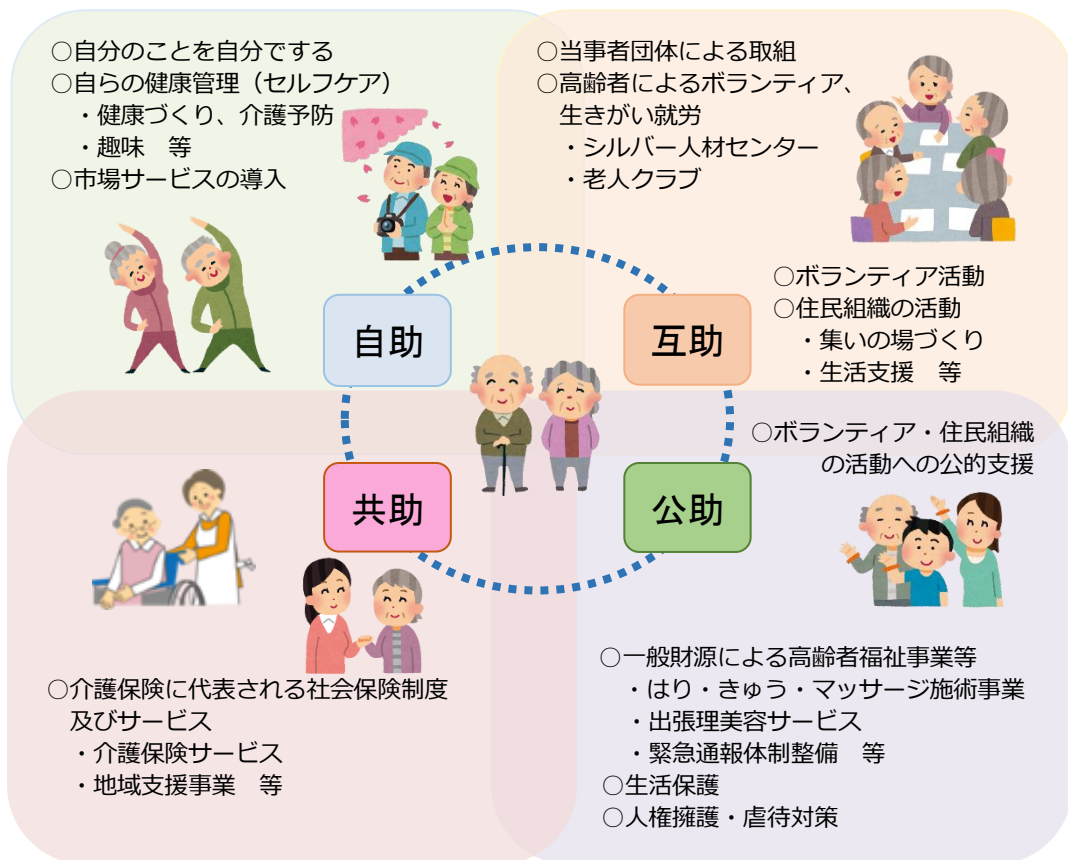 ○自分のことを自分でする
○自らの健康管理（セルフケア）
・健康づくり、介護予防
・趣味　等
○市場サービスの導入
○当事者団体による取組
○高齢者によるボランティア、
生きがい就労
・シルバー人材センター
・老人クラブ
○ボランティア活動
○住民組織の活動
・集いの場づくり
・生活支援　等
自助
互助
○ボランティア・住民組織
の活動への公的支援
共助
公助
○介護保険に代表される社会保険制度
及びサービス
・介護保険サービス
・地域支援事業　等
○一般財源による高齢者福祉事業等
・はり・きゅう・マッサージ施術事業
・出張理美容サービス
・緊急通報体制整備　等
○生活保護
○人権擁護・虐待対策